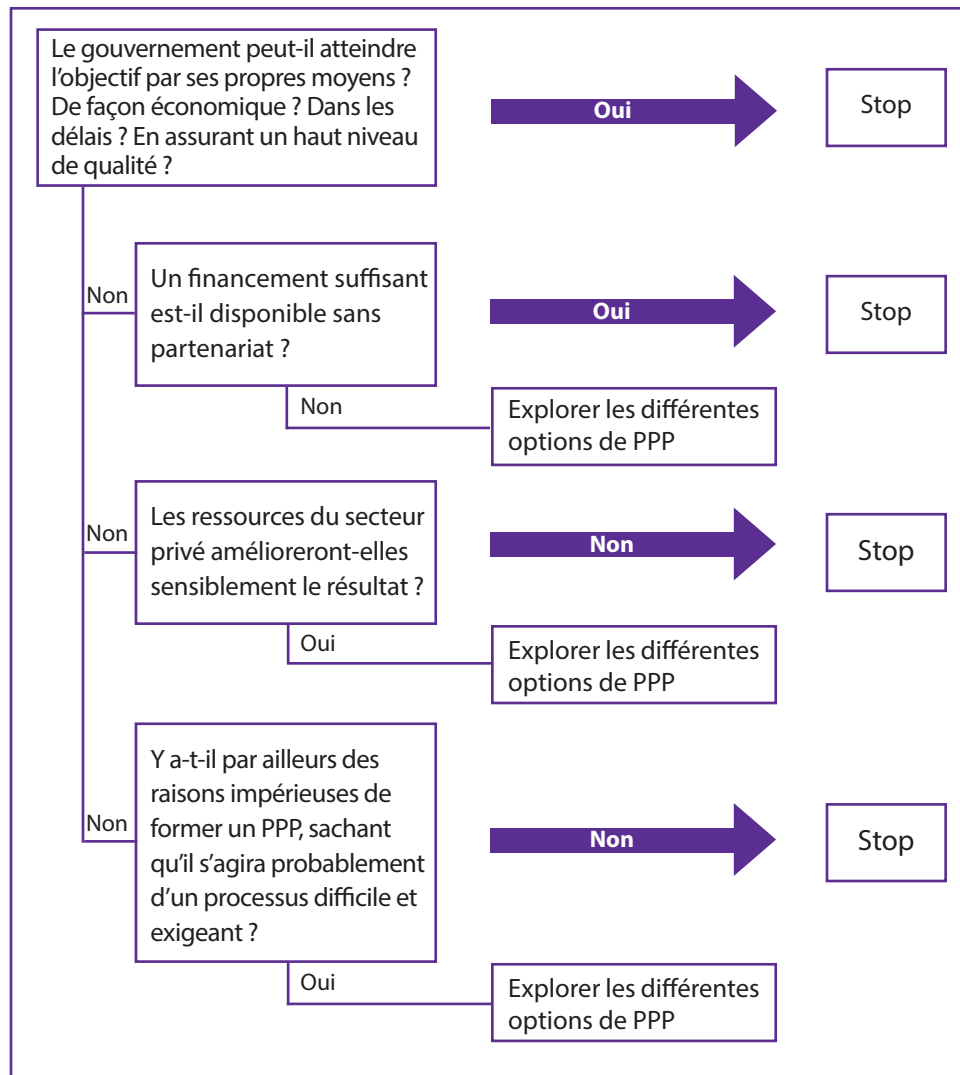 Le gouvernement peut-il atteindre
l’objectif par ses propres moyens ?
De façon économique ? Dans les
délais ? En assurant un haut niveau
de qualité ?
Oui
Stop
Non
Un financement suffisant
est-il disponible sans
partenariat ?
Oui
Stop
Non
Explorer les différentes
options de PPP
Non
Les ressources du secteur
privé amélioreront-elles
sensiblement le résultat ?
Non
Stop
Oui
Explorer les différentes
options de PPP
Non
Y a-t-il par ailleurs des
raisons impérieuses de
former un PPP, sachant
qu’il s’agira probablement
d’un processus difficile et
exigeant ?
Non
Stop
Oui
Explorer les différentes
options de PPP